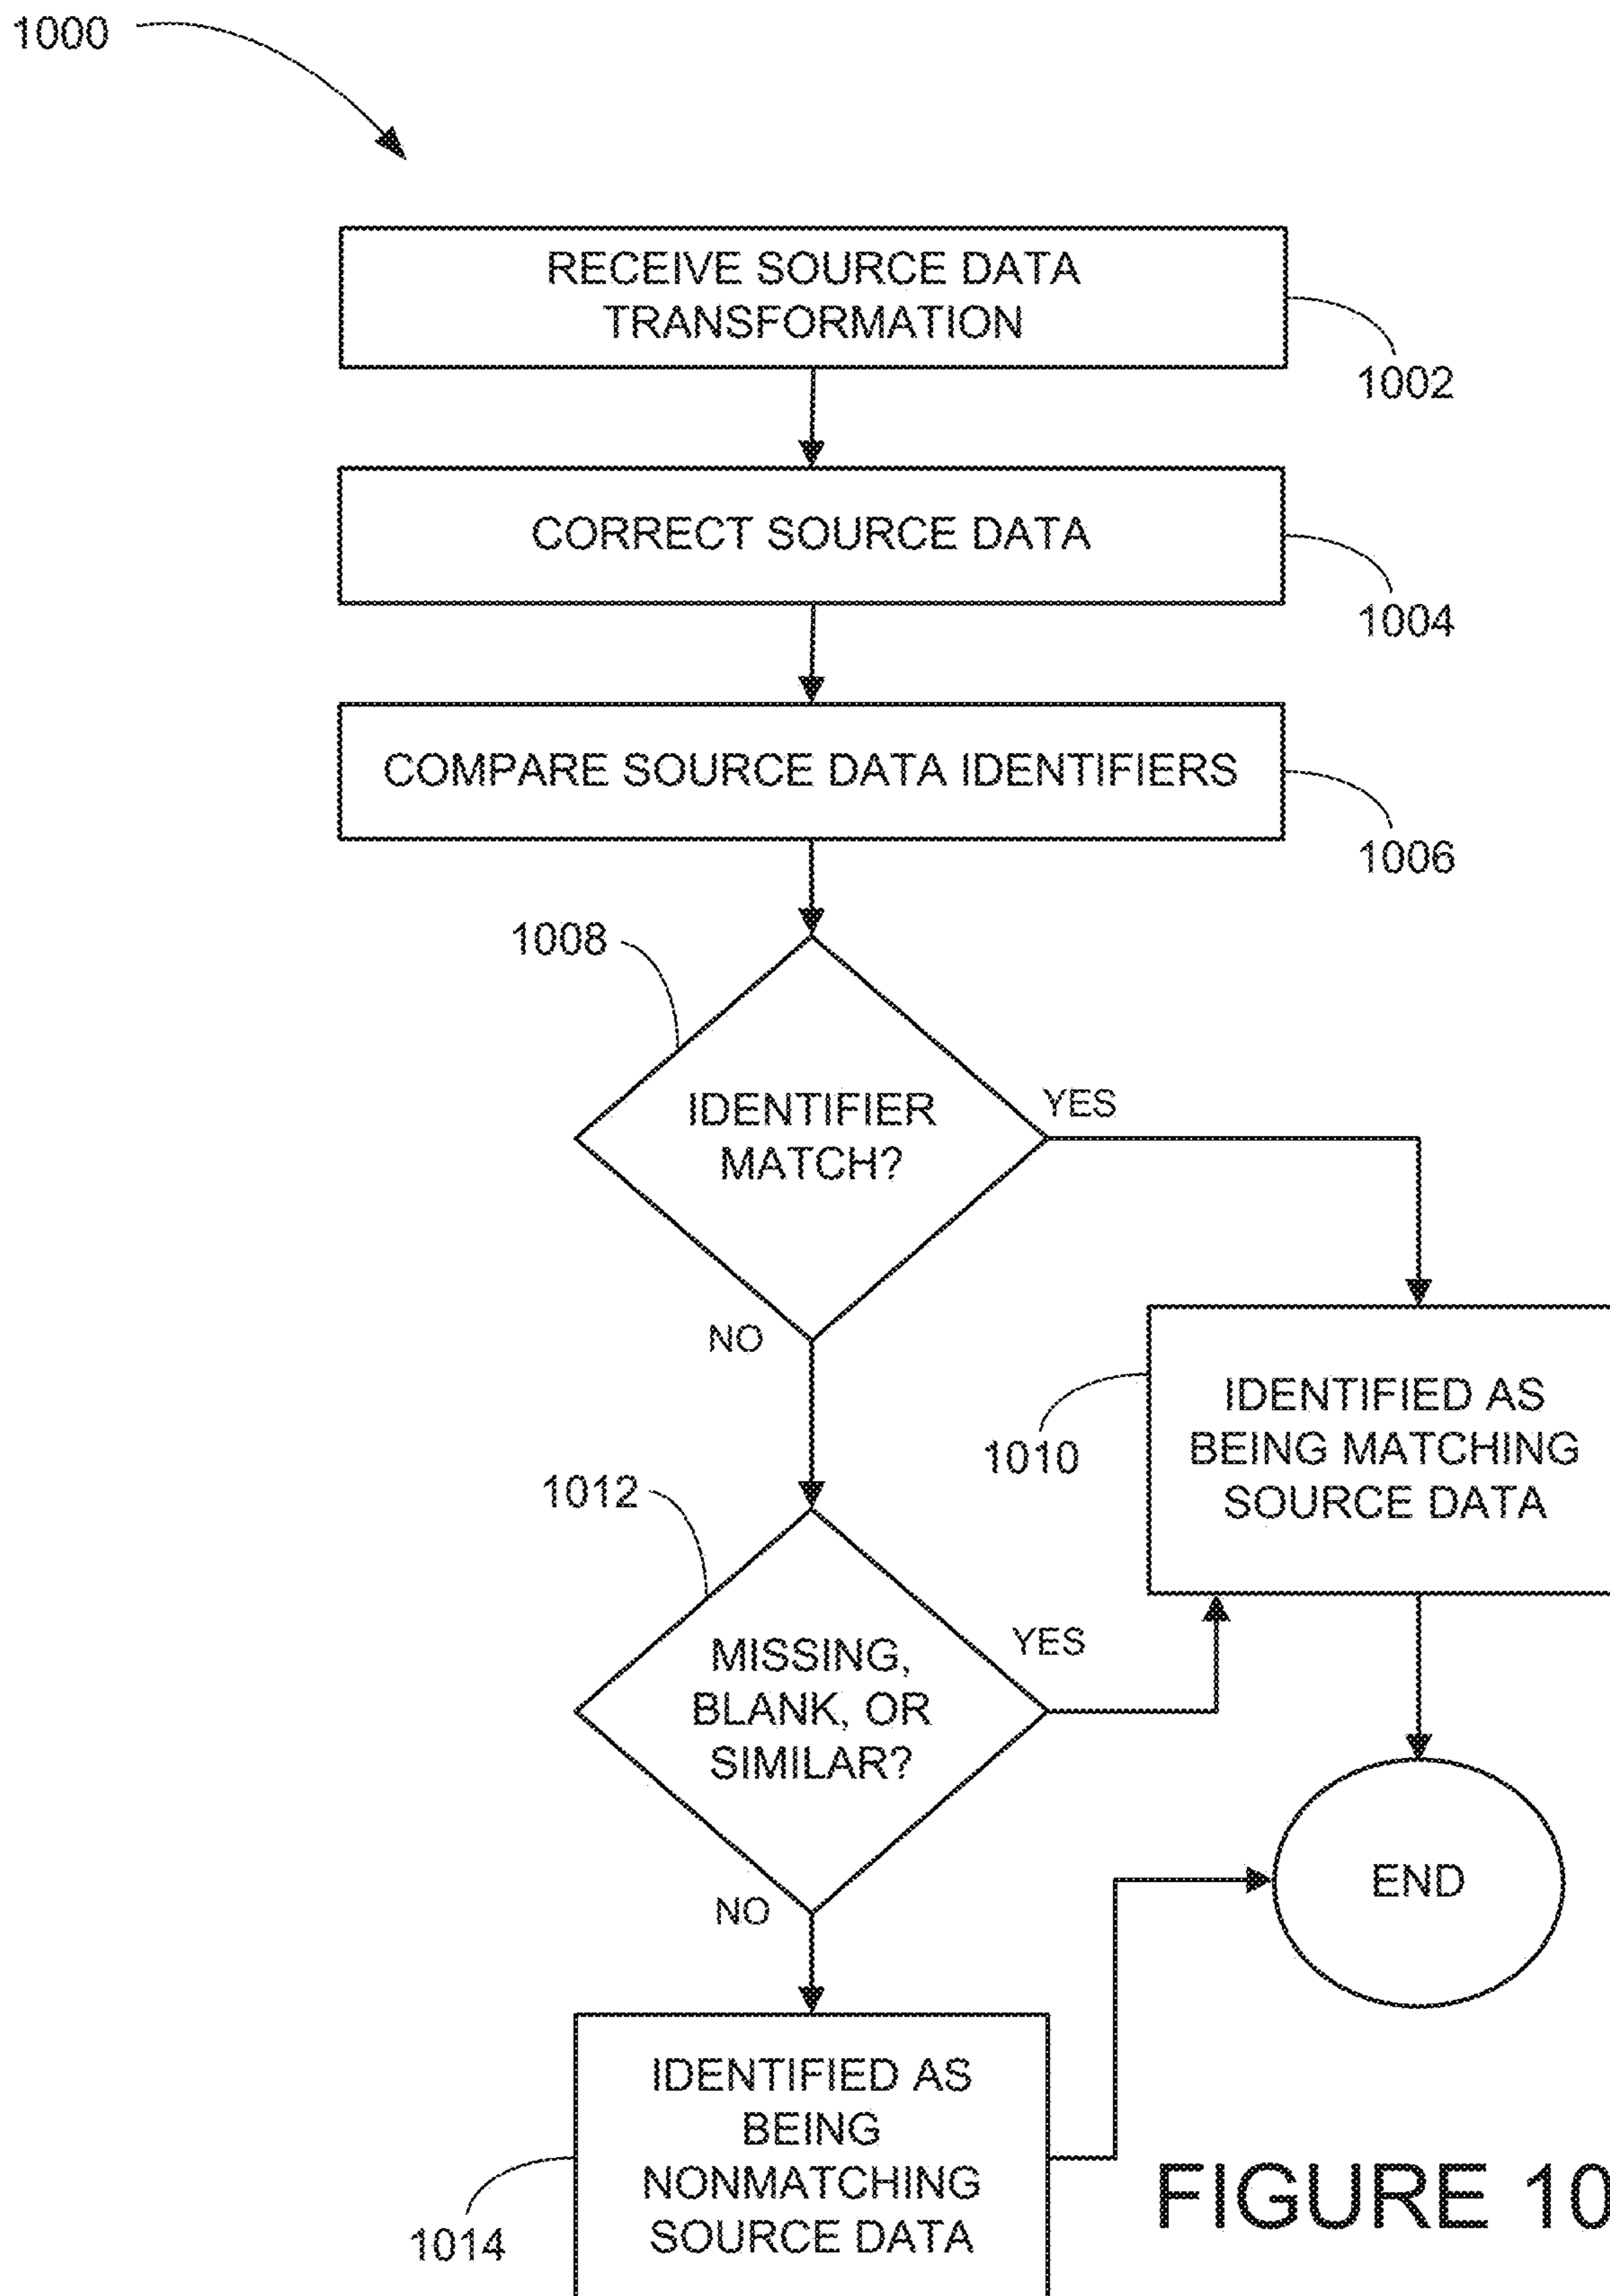 1000
RECEIVE SOURCE DATA
TRANSFORMATION
1002
CORRECT SOURCE DATA
1004
COMPARE SOURCE DATA IDENTIFIERS
1006
1008
IDENTIFIER
MATCH?
YES
NO
1010
IDENTIFIED AS
BEING MATCHING
SOURCE DATA
1012
MISSING,
BLANK, OR
SIMILAR?
YES
NO
END
IDENTIFIED AS
BEING
NONMATCHING
SOURCE DATA
1014
FIGURE 10